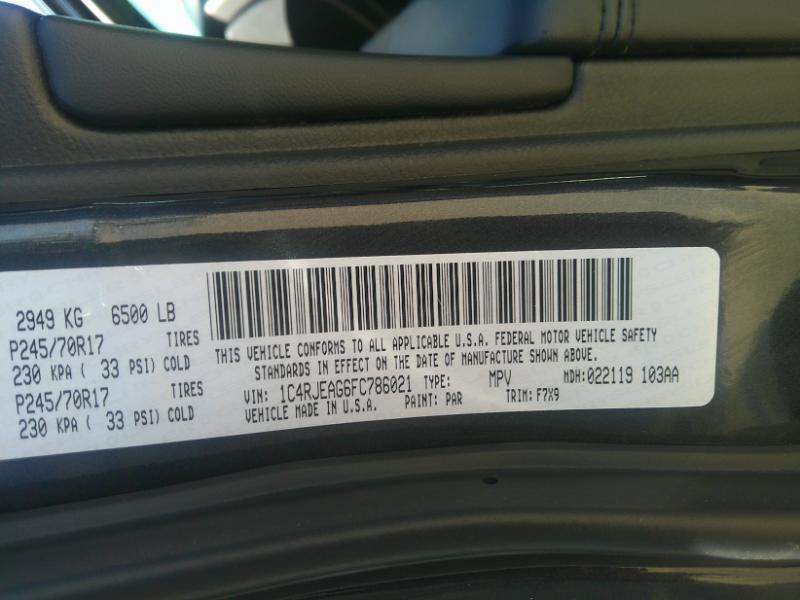 2949 KG 6500 LB
P245/70R17 TIRES
230 KPA ( 33 PSI) COLD
P245/70R17 TIRES
230 KPA ( 33 PSI) COLD
THIS VEHICLE CONFORMS TO ALL APPLICABLE U.S.A. FEDERAL MOTOR VEHICLE SAFETY
STANDARDS IN EFFECT ON THE DATE OF MANUFACTURE SHOWN ABOVE.
VIN: 1C4RJEAG6FC786021 TYPE: MPV MDH: 022119 103AA
VEHICLE MADE IN U.S.A. PAINT: PAR TRIM: F7X9